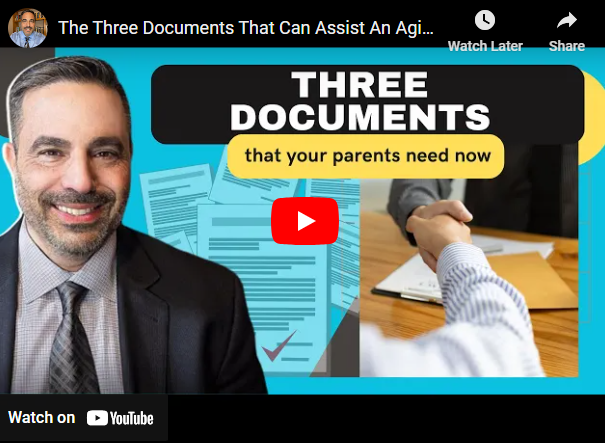 The Three Documents That Can Assist An Agi...
Watch Later
Share
THREE
DOCUMENTS
that your parents need now
Watch on YouTube